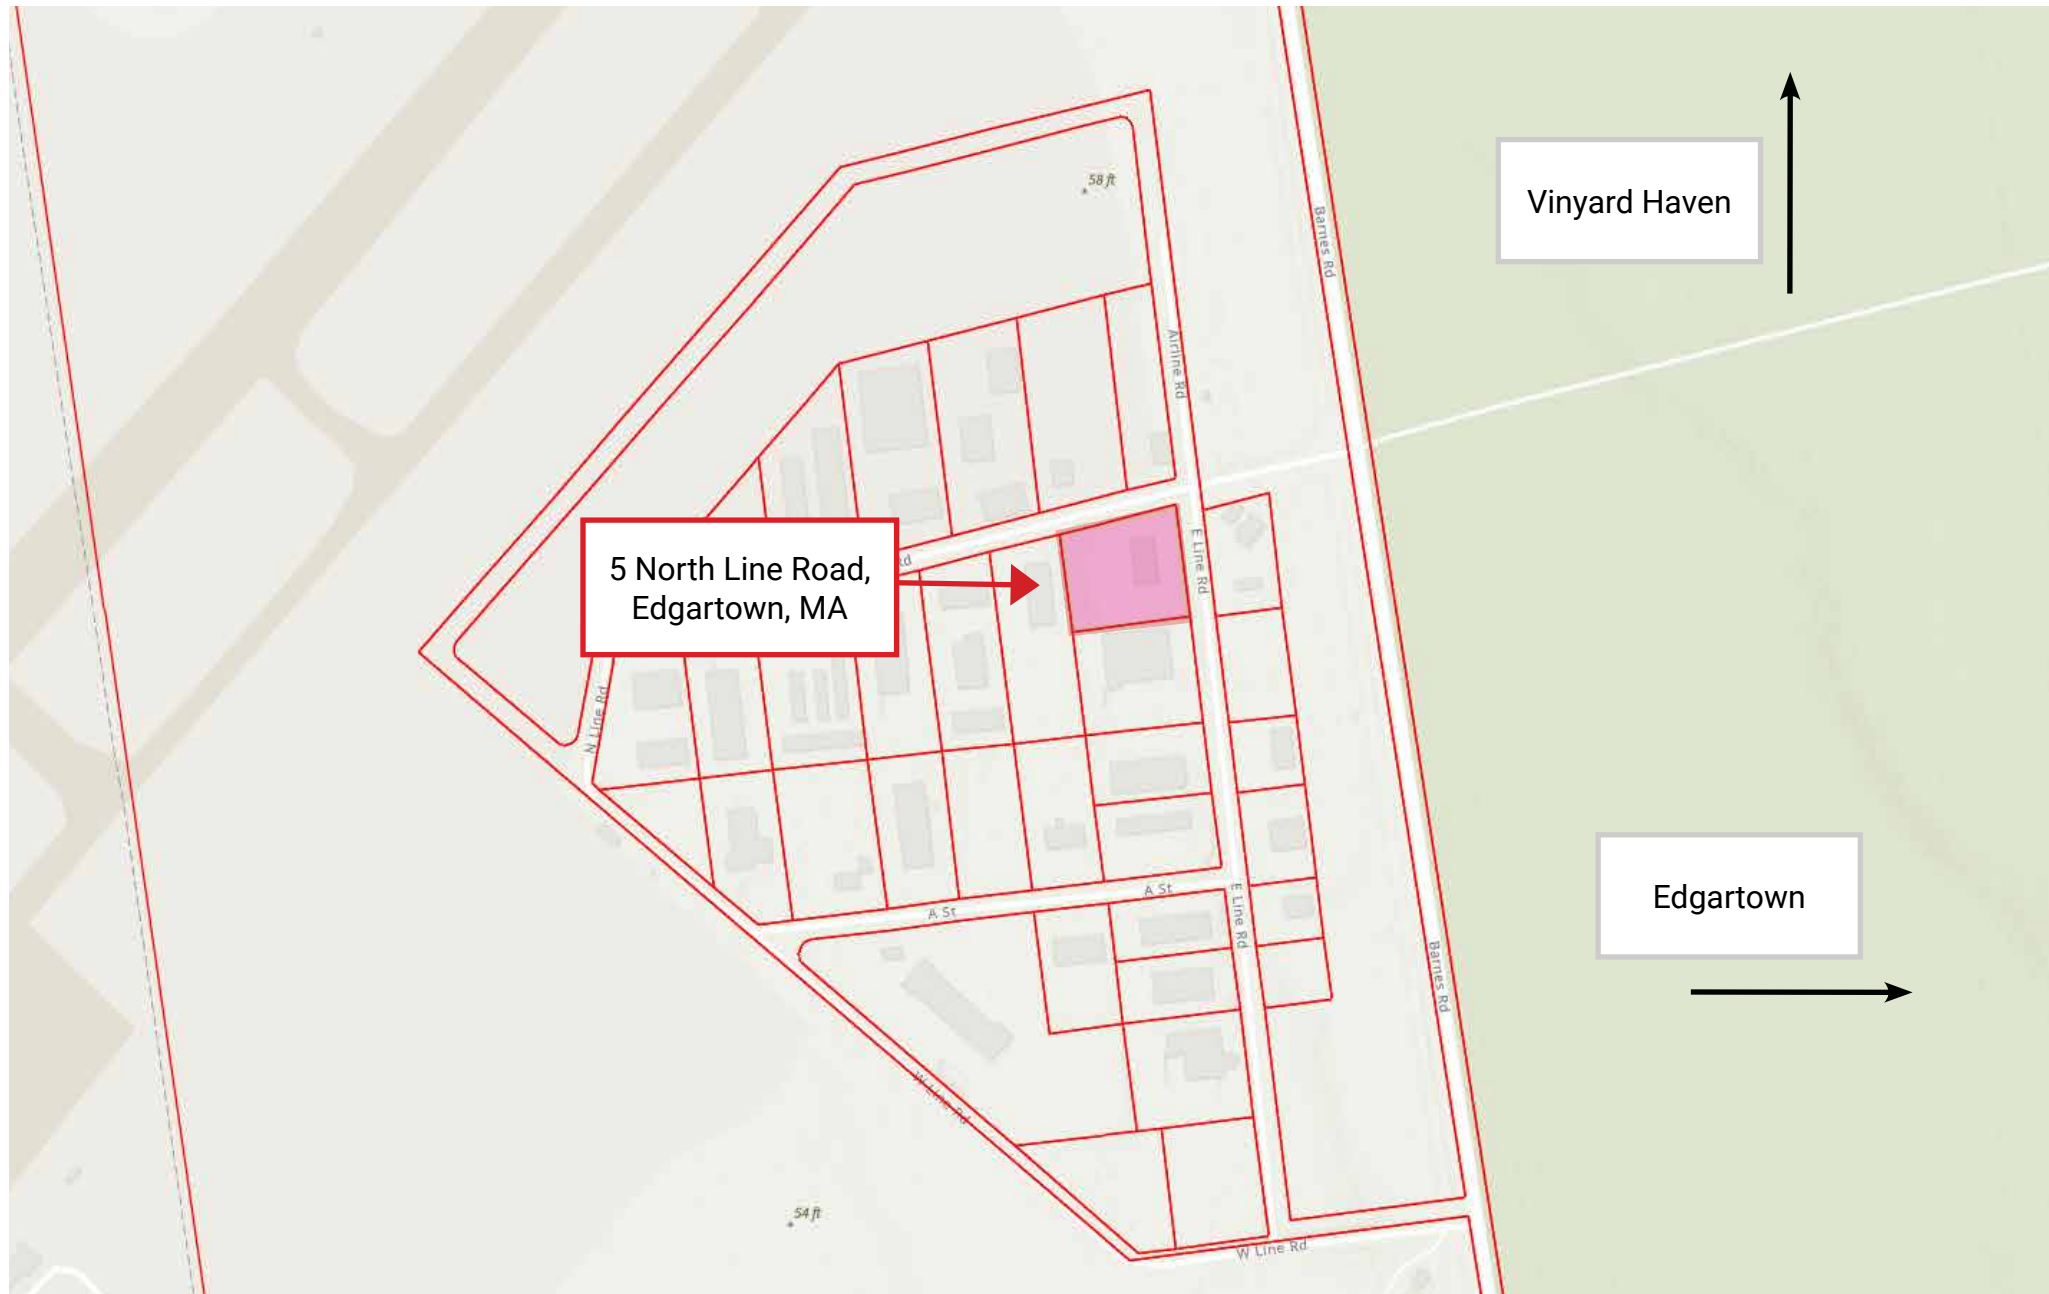 58 ft
Barnes Rd
Vinyard Haven
Airline Rd
5 North Line Road,
Edgartown, MA
Rd
E Line Rd
N Line Rd
Edgartown
A St
A St
E Line Rd
Barnes Rd
W Line Rd
54 ft
W Line Rd